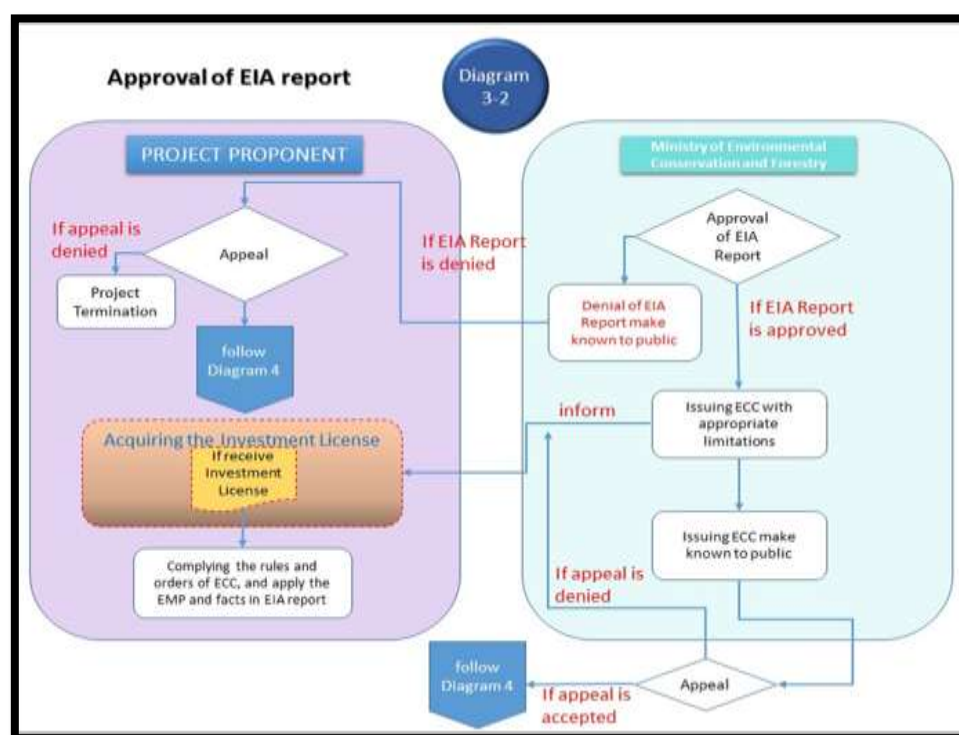 Approval of EIA report
Diagram
3-2
PROJECT PROPONENT
Ministry of Environmental
Conservation and Forestry
If appeal is
denied
Appeal
Project
Termination
follow
Diagram 4
If EIA Report
is denied
Approval
of EIA
Report
Denial of EIA
Report make
known to public
If EIA Report
is approved
inform
Issuing ECC with
appropriate
limitations
Acquiring the Investment License
If receive
Investment
License
Issuing ECC make
known to public
Complying the rules and
orders of ECC, and apply the
EMP and facts in EIA report
If appeal is
denied
follow
Diagram 4
If appeal is
accepted
Appeal